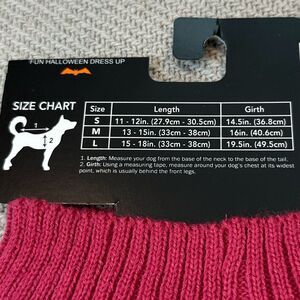 FUN HALLOWEEN DRESS UP
SIZE CHART
1
2
Size Length Girth
S 11 - 12in. (27.9cm - 30.5cm) 14.5in. (36.8cm)
M 13 - 15in. (33cm - 38cm) 16in. (40.6cm)
L 15 - 18in. (33cm - 38cm) 19.5in. (49.5cm)
1. Length: Measure your dog from the base of the neck to the base of the tail.
2. Girth: Using a measuring tape, measure around your dog's chest at its widest
point, which is usually behind the front legs.